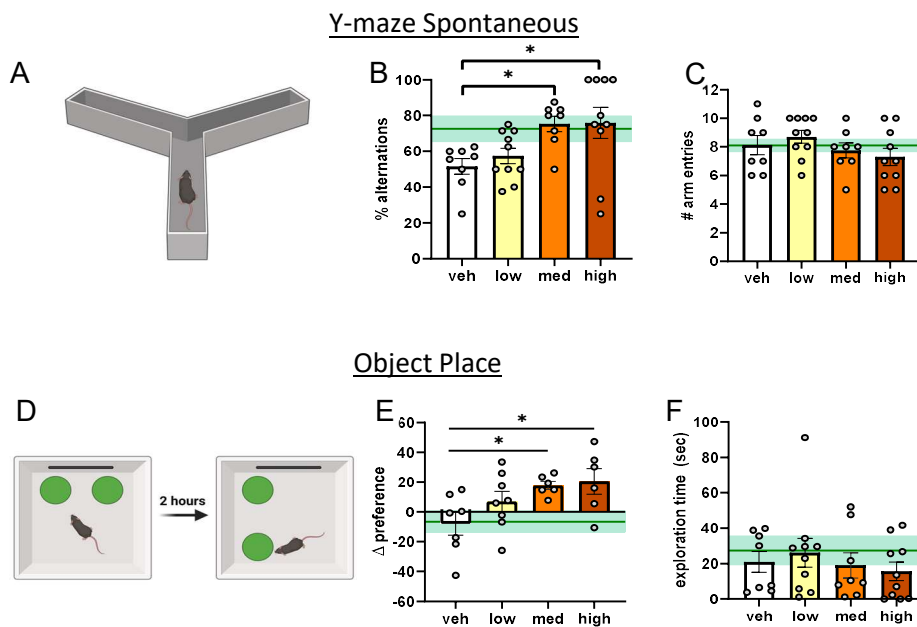 Y-maze Spontaneous
A
B
C
*
*
% alternations
100
80
60
40
20
0
veh low med high
# arm entries
12
10
8
6
4
2
0
veh low med high
Object Place
D
E
F
2 hours
*
*
Δ preference
60
40
20
0
-20
-40
-60
veh low med high
exploration time (sec)
100
80
60
40
20
0
veh low med high